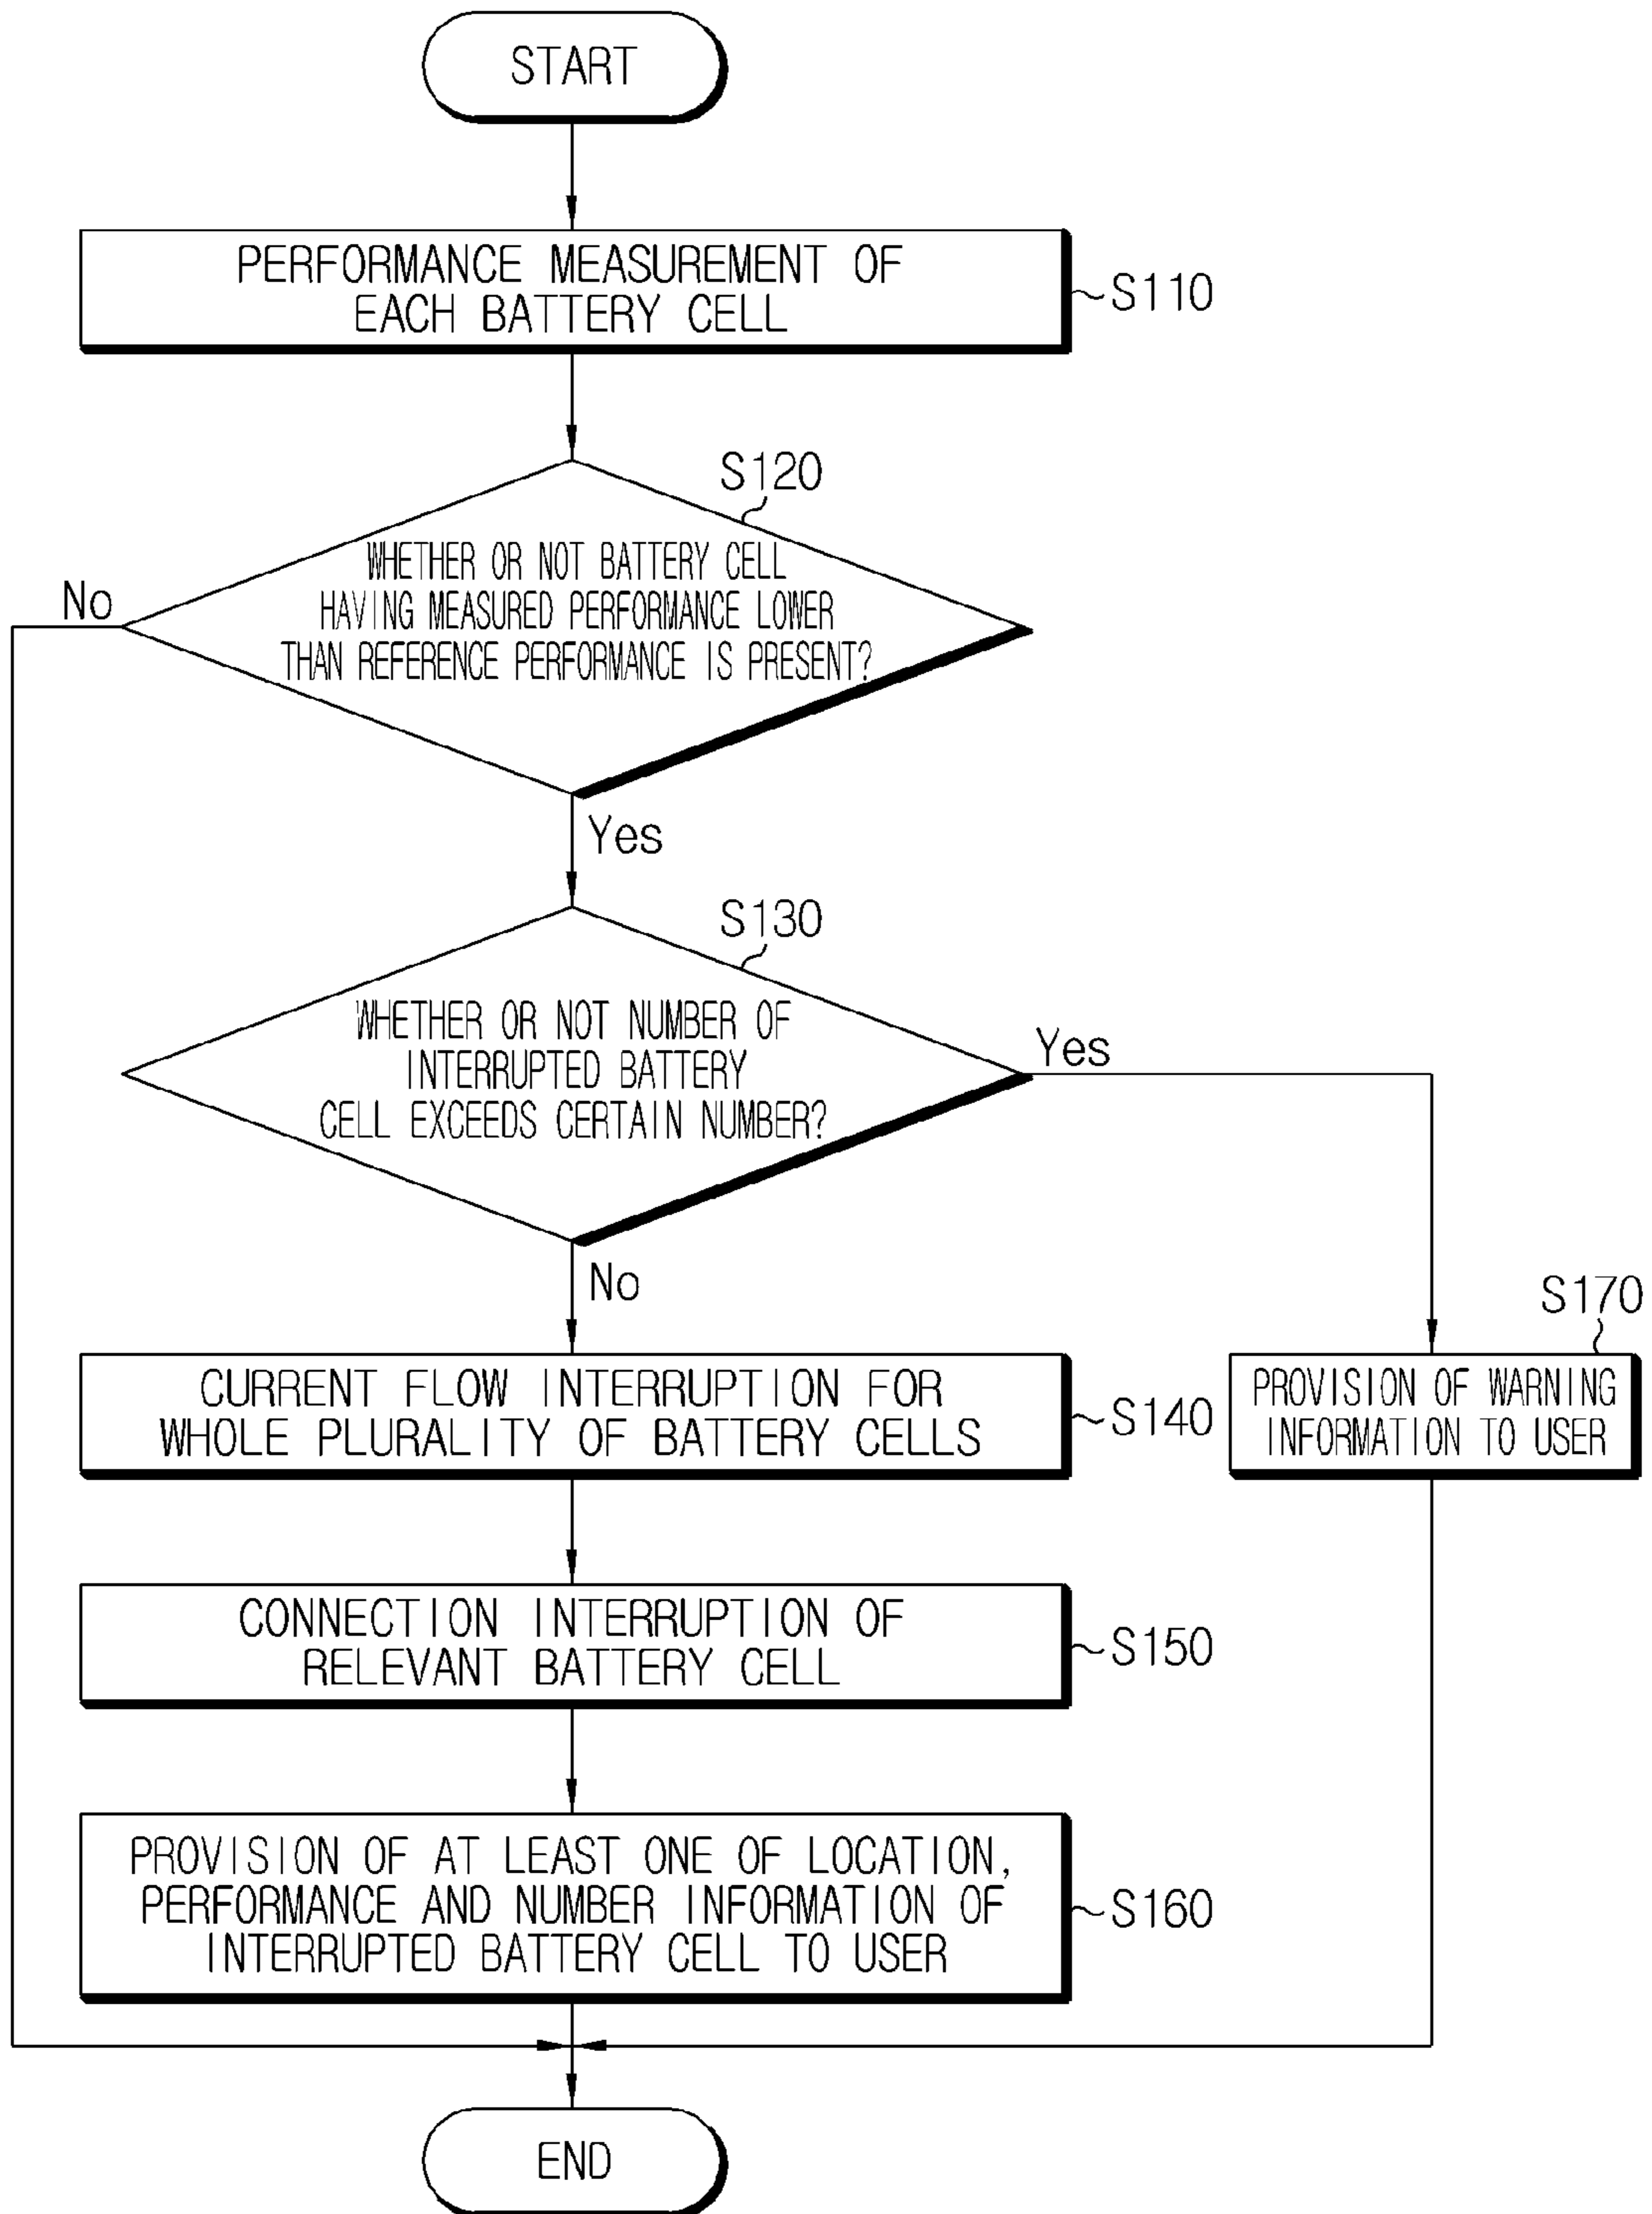 START
PERFORMANCE MEASUREMENT OF
EACH BATTERY CELL
S110
S120
WHETHER OR NOT BATTERY CELL
HAVING MEASURED PERFORMANCE LOWER
THAN REFERENCE PERFORMANCE IS PRESENT?
No
Yes
S130
WHETHER OR NOT NUMBER OF
INTERRUPTED BATTERY
CELL EXCEEDS CERTAIN NUMBER?
Yes
No
S170
CURRENT FLOW INTERRUPTION FOR
WHOLE PLURALITY OF BATTERY CELLS
S140
PROVISION OF WARNING
INFORMATION TO USER
CONNECTION INTERRUPTION OF
RELEVANT BATTERY CELL
S150
PROVISION OF AT LEAST ONE OF LOCATION,
PERFORMANCE AND NUMBER INFORMATION OF
INTERRUPTED BATTERY CELL TO USER
S160
END